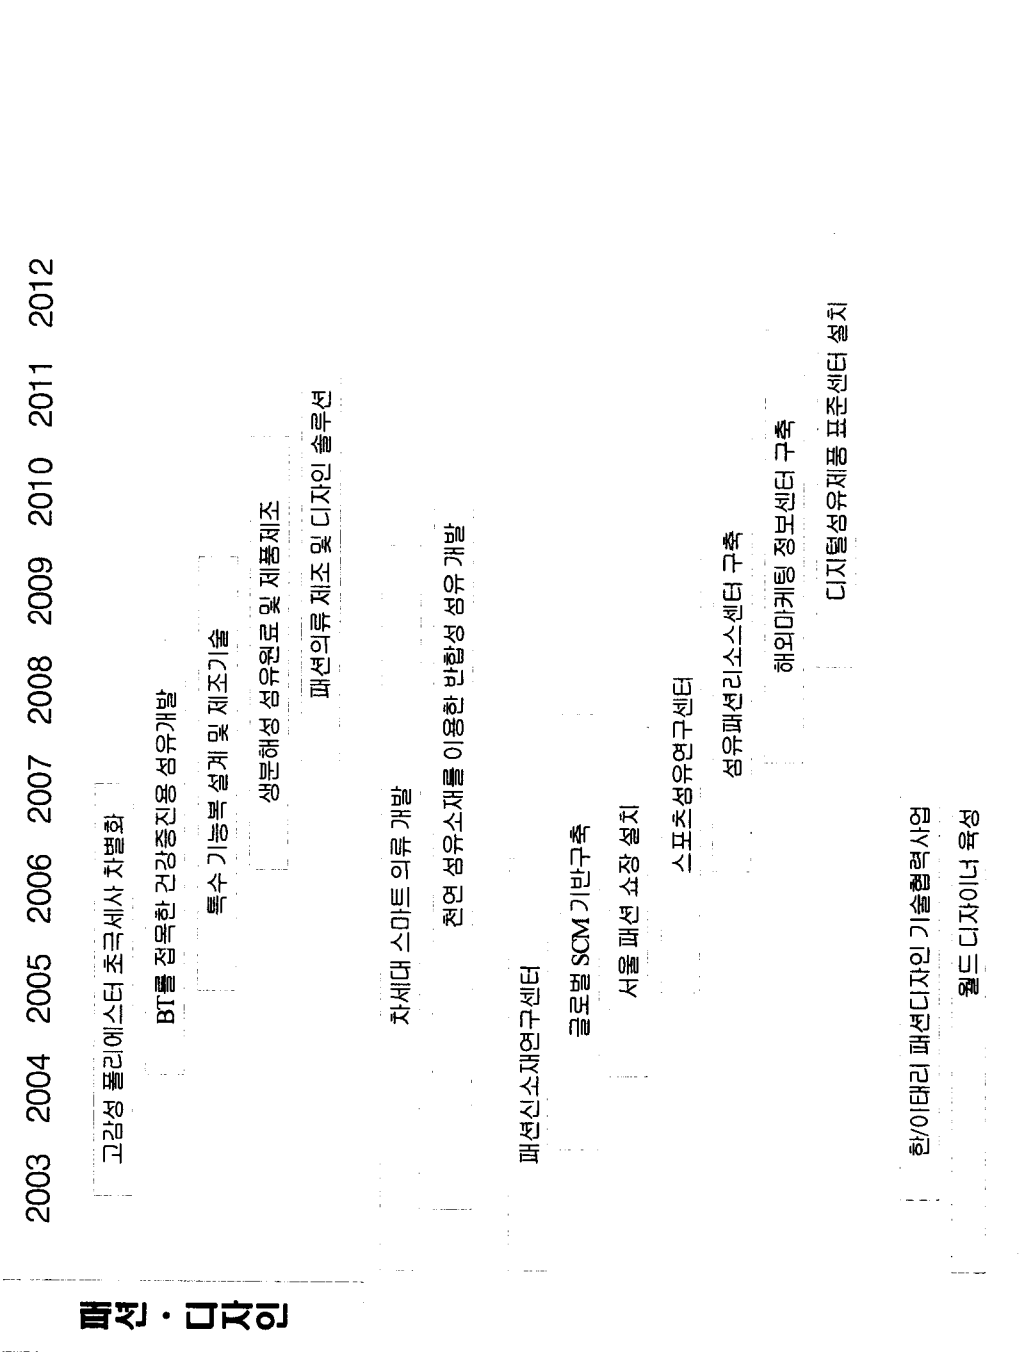 패션 · 디자인
2003 2004 2005 2006 2007 2008 2009 2010 2011 2012
고감성 폴리에스터 초극세사 차별화
BT를 접목한 건강증진용 섬유개발
특수 기능복 설계 및 제조기술
생분해성 섬유원료 및 제품제조
패션의류 제조 및 디자인 솔루션
차세대 스마트 의류 개발
천연 섬유소재를 이용한 반합성 섬유 개발
패션신소재연구센터
글로벌 SCM 기반구축
서울 패션 쇼장 설치
스포츠섬유연구센터
섬유패션리소스센터 구축
해외마케팅 정보센터 구축
디지털섬유제품 표준센터 설치
한/이태리 패션디자인 기술협력사업
월드 디자이너 육성